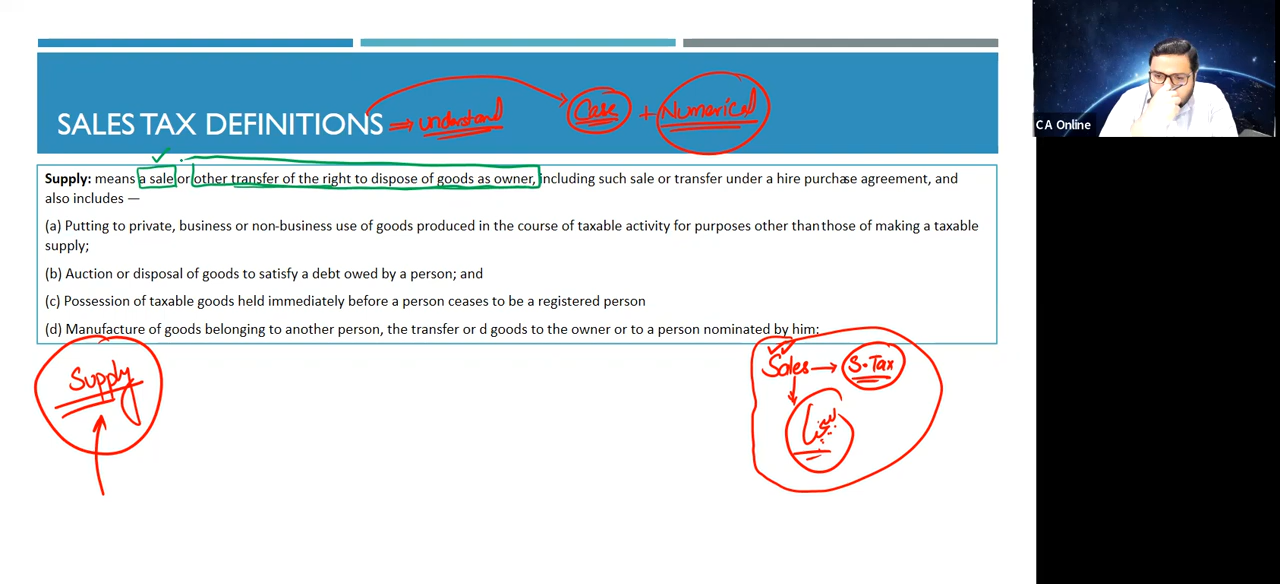 SALES TAX DEFINITIONS ⇒ understand Case + Numerical
CA Online
Supply: means a sale or other transfer of the right to dispose of goods as owner, including such sale or transfer under a hire purchase agreement, and
also includes —
(a) Putting to private, business or non-business use of goods produced in the course of taxable activity for purposes other than those of making a taxable
supply;
(b) Auction or disposal of goods to satisfy a debt owed by a person; and
(c) Possession of taxable goods held immediately before a person ceases to be a registered person
(d) Manufacture of goods belonging to another person, the transfer or d goods to the owner or to a person nominated by him;
Supply
Sales → S.Tax
بیچنا